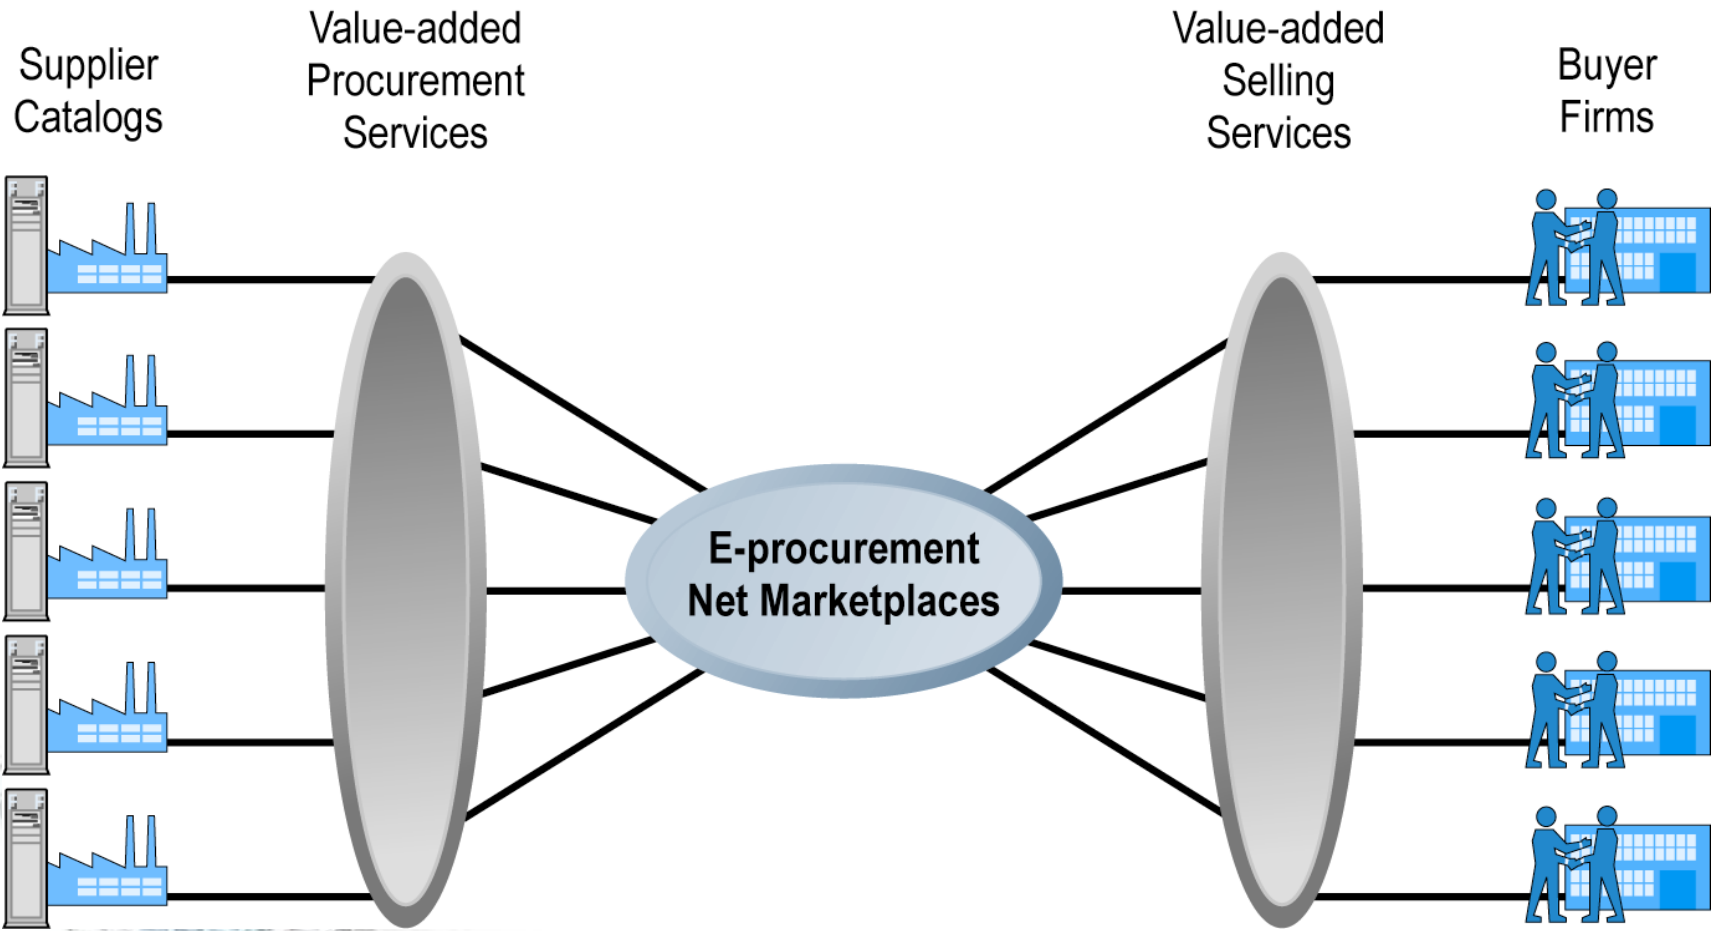 Supplier
Catalogs
Value-added
Procurement
Services
Value-added
Selling
Services
Buyer
Firms
E-procurement
Net Marketplaces